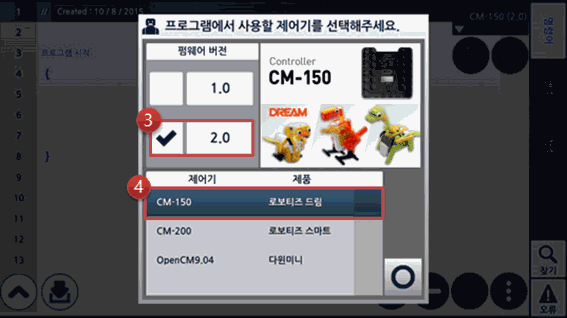 1 // Created : 10 / 8 / 2015
CM-150 (2.0)
2
3 프로그램 시작
4 {
5
6
7
8 }
9
10
11
12
13
프로그램에서 사용할 제어기를 선택해주세요.
펌웨어 버전
1.0
3
2.0
Controller
CM-150
DREAM
4
제어기 제품
CM-150 로보티즈 드림
CM-200 로보티즈 스마트
OpenCM9.04 다윈미니
명령어
찾기
오류